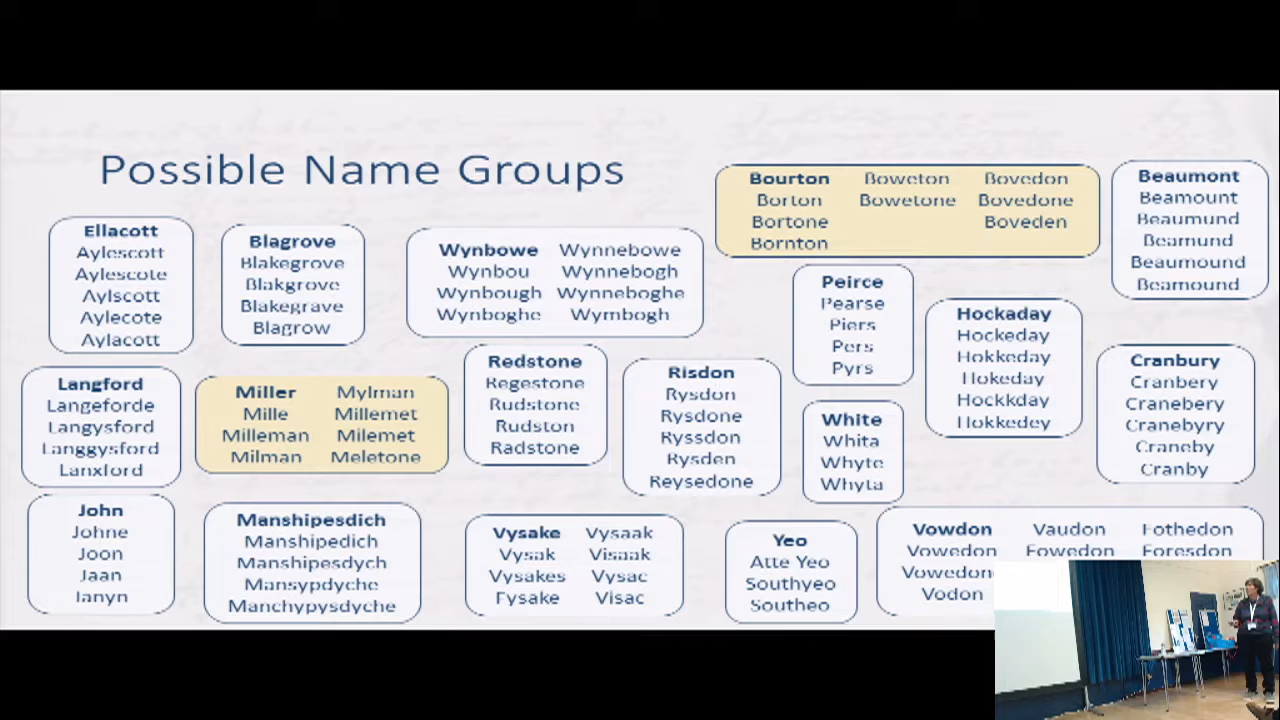 Possible Name Groups
Ellacott
Aylescott
Aylescote
Aylscott
Aylecote
Aylacott
Blagrove
Blakegrove
Blakgrove
Blakegrave
Blagrow
Wynbowe Wynnebowe
Wynbou Wynnebogh
Wynbough Wynneboghe
Wynboghe Wymbogh
Bourton Boweton Bovedon
Borton Bowetone Bovedone
Bortone Boveden
Bornton
Beaumont
Beamount
Beaumund
Beamund
Beaumound
Beamound
Peirce
Pearse
Piers
Pers
Pyrs
Hockaday
Hockeday
Hokkeday
Hokeday
Hockkday
Hokkedey
Langford
Langeforde
Langysford
Langgysford
Lanxford
Miller Mylman
Mille Millemet
Milleman Milemet
Milman Meletone
Redstone
Regestone
Rudstone
Rudston
Radstone
Risdon
Rysdon
Rysdone
Ryssdon
Rysden
Reysedone
White
Whita
Whyte
Whyta
Cranbury
Cranbery
Cranebery
Cranebyry
Craneby
Cranby
John
Johne
Joon
Jaan
Janyn
Manshipesdich
Manshipedich
Manshipesdych
Mansypdyche
Manchypysdyche
Vysake Vysaak
Vysak Visaak
Vysakes Vysac
Fysake Visac
Yeo
Atte Yeo
Southyeo
Southeo
Vowdon Vaudon Fothedon
Vowedon Fowedon Foresdon
Vowedon
Vodon